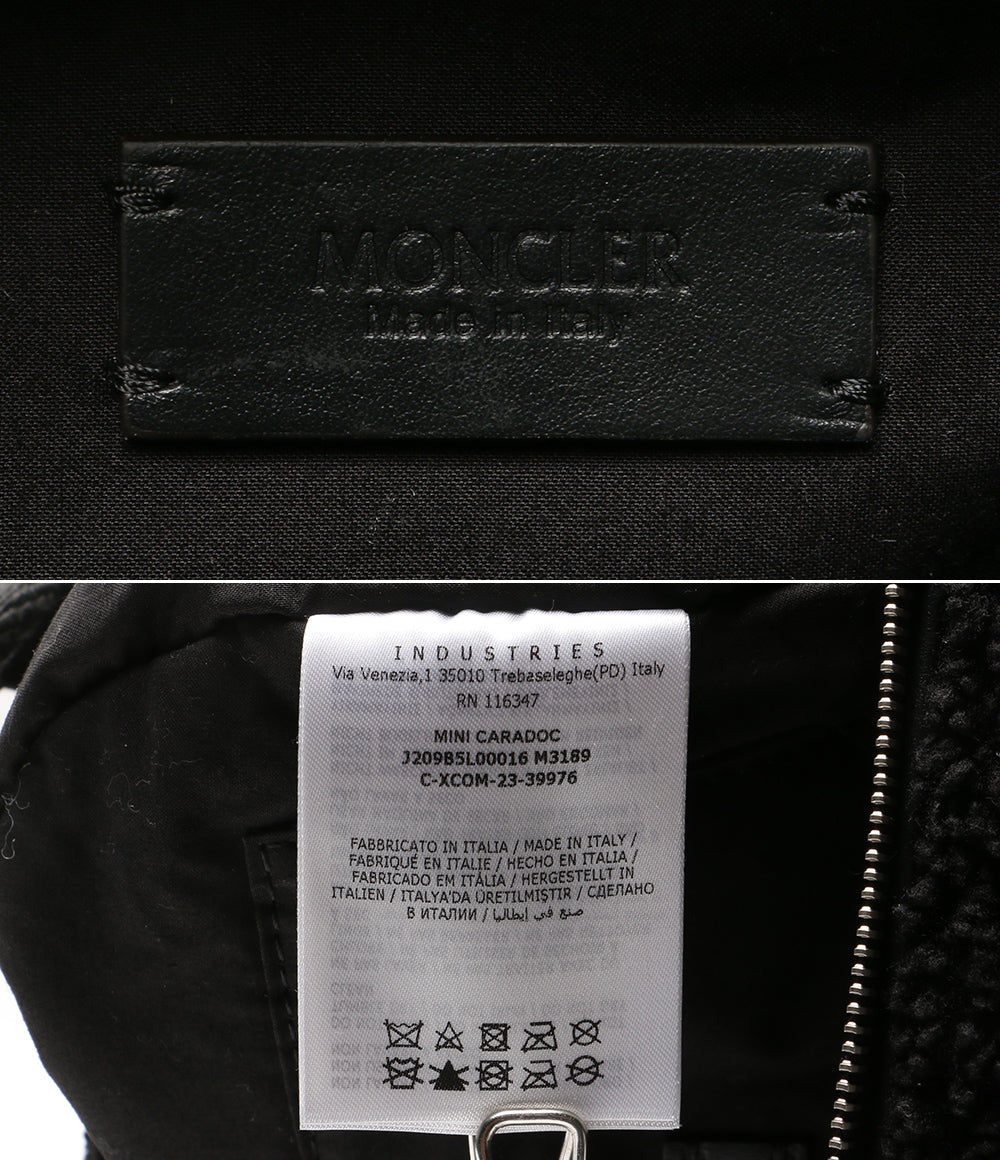 MONCLER
Made in Italy
INDUSTRIES
Via Venezia,1 35010 Trebaseleghe(PD) Italy
RN 116347
MINI CARADOC
J209B5L00016 M3189
C-XCOM-23-39976
FABBRICATO IN ITALIA / MADE IN ITALY /
FABRIQUÉ EN ITALIE / HECHO EN ITALIA /
FABRICADO EM ITÁLIA / HERGESTELLT IN
ITALIEN / ITALYA'DA ÜRETILMIŞTIR / СДЕЛАНО
В ИТАЛИИ / صنع في إيطاليا